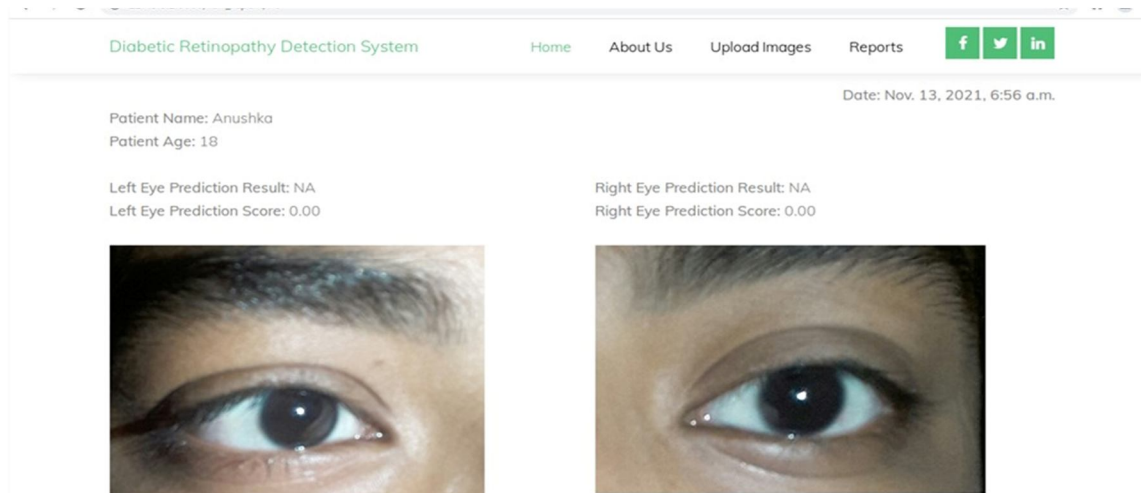 Diabetic Retinopathy Detection System
Home About Us Upload Images Reports f in
Date: Nov. 13, 2021, 6:56 a.m.
Patient Name: Anushka
Patient Age: 18
Left Eye Prediction Result: NA
Left Eye Prediction Score: 0.00
Right Eye Prediction Result: NA
Right Eye Prediction Score: 0.00